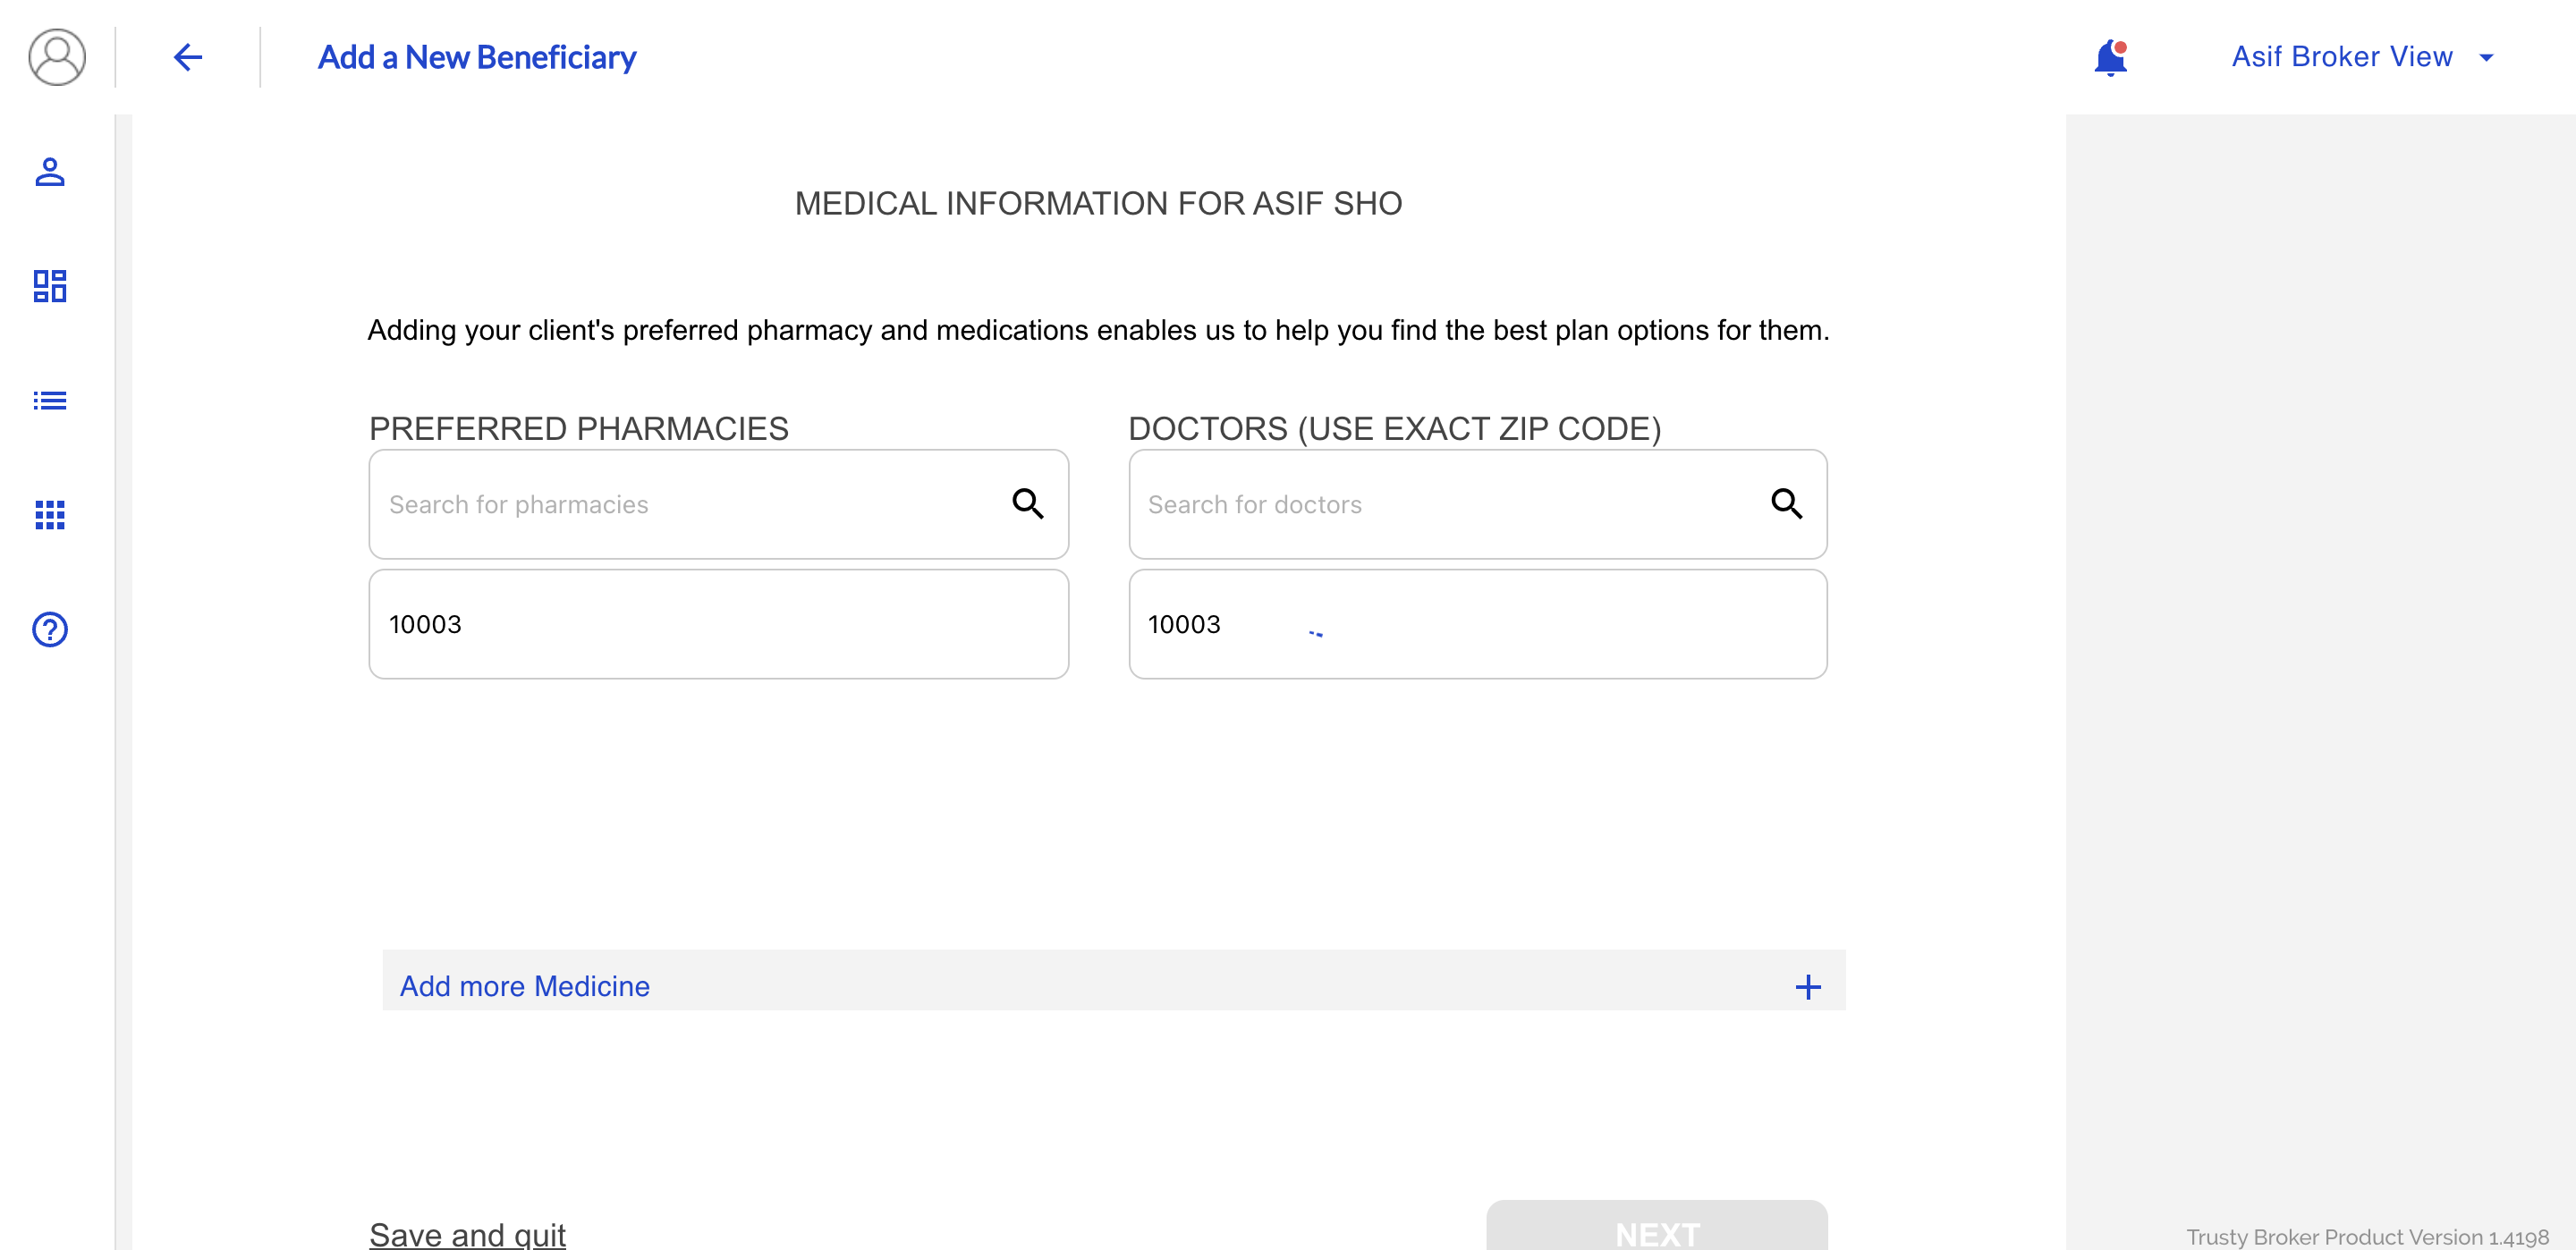 Add a New Beneficiary
Asif Broker View
MEDICAL INFORMATION FOR ASIF SHO
Adding your client's preferred pharmacy and medications enables us to help you find the best plan options for them.
PREFERRED PHARMACIES
Search for pharmacies
10003
DOCTORS (USE EXACT ZIP CODE)
Search for doctors
10003
Add more Medicine
Save and quit
NEXT
Trusty Broker Product Version 1.4198